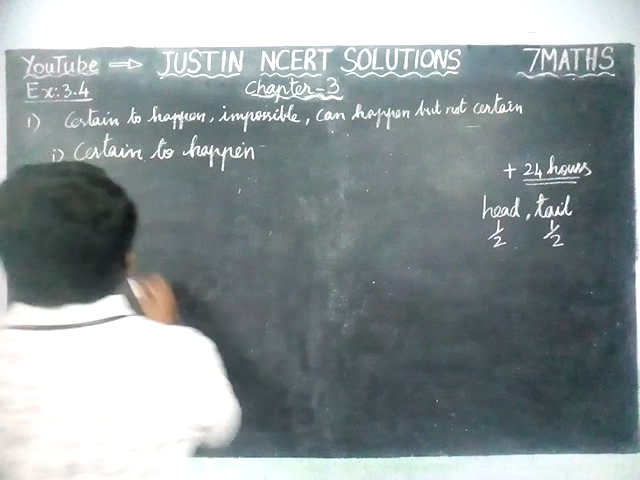 YouTube ⇒ JUSTIN NCERT SOLUTIONS 7MATHS
Ex:3.4 Chapter-3
1) Certain to happen, impossible, can happen but not certain
i) Certain to happen
+ 24 hours
head, tail
1/2 1/2